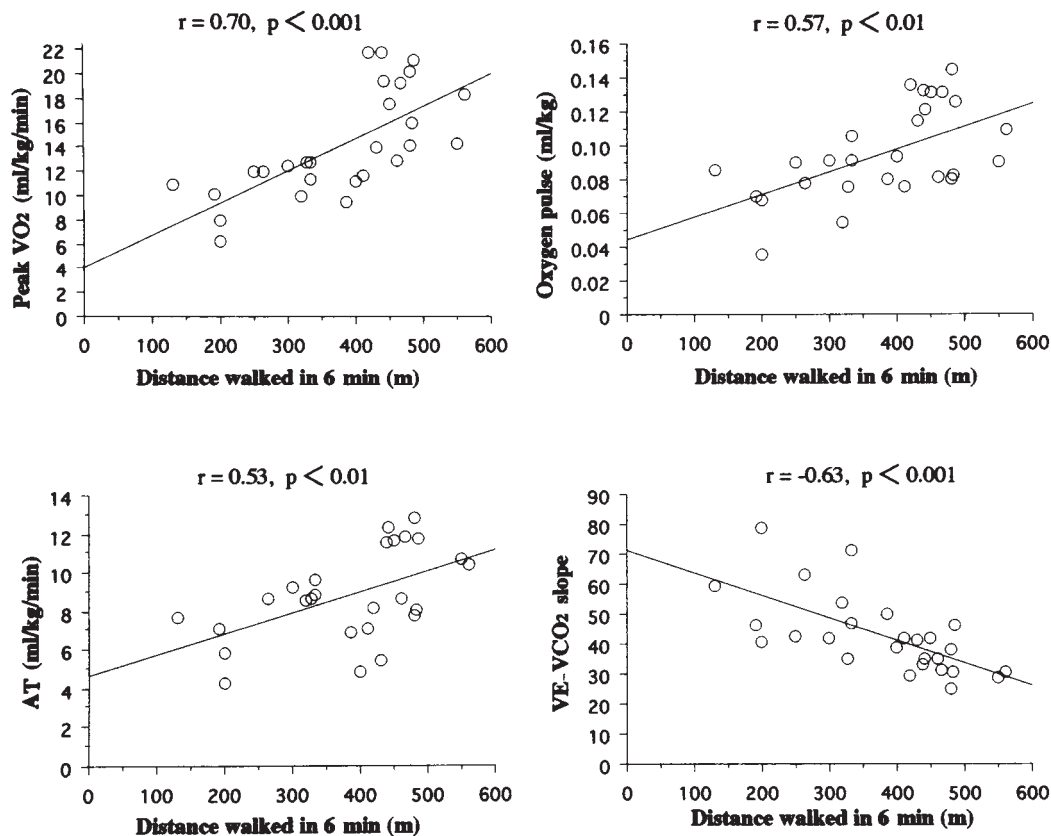 r = 0.70, p < 0.001
Peak VO2 (ml/kg/min)
22
20
18
16
14
12
10
8
6
4
2
0
0 100 200 300 400 500 600
Distance walked in 6 min (m)
r = 0.57, p < 0.01
Oxygen pulse (ml/kg)
0.16
0.14
0.12
0.10
0.08
0.06
0.04
0.02
0
0 100 200 300 400 500 600
Distance walked in 6 min (m)
r = 0.53, p < 0.01
AT (ml/kg/min)
14
12
10
8
6
4
2
0
0 100 200 300 400 500 600
Distance walked in 6 min (m)
r = -0.63, p < 0.001
VE-VCO2 slope
90
80
70
60
50
40
30
20
10
0
0 100 200 300 400 500 600
Distance walked in 6 min (m)